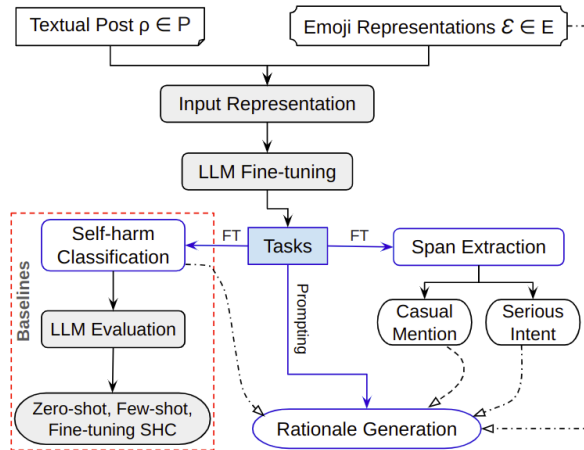 Textual Post ρ ∈ P
Emoji Representations ℰ ∈ E
Input Representation
LLM Fine-tuning
Baselines
Self-harm
Classification
FT
Tasks
FT
Span Extraction
LLM Evaluation
Prompting
Casual
Mention
Serious
Intent
Zero-shot, Few-shot,
Fine-tuning SHC
Rationale Generation